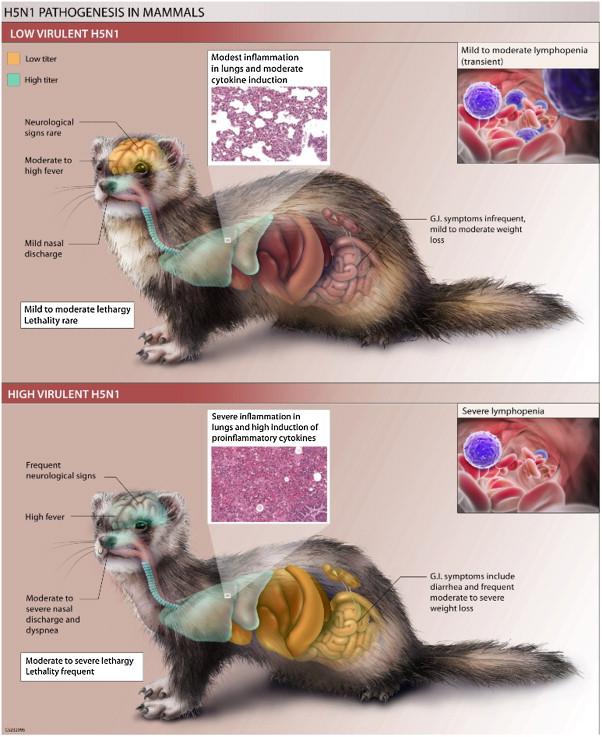 H5N1 PATHOGENESIS IN MAMMALS
LOW VIRULENT H5N1
Low titer
High titer
Modest inflammation
in lungs and moderate
cytokine induction
Mild to moderate lymphopenia
(transient)
Neurological
signs rare
Moderate to
high fever
Mild nasal
discharge
G.I. symptoms infrequent,
mild to moderate weight
loss
Mild to moderate lethargy
Lethality rare
HIGH VIRULENT H5N1
Severe inflammation in
lungs and high induction of
proinflammatory cytokines
Severe lymphopenia
Frequent
neurological signs
High fever
Moderate to
severe nasal
discharge and
dyspnea
G.I. symptoms include
diarrhea and frequent
moderate to severe
weight loss
Moderate to severe lethargy
Lethality frequent